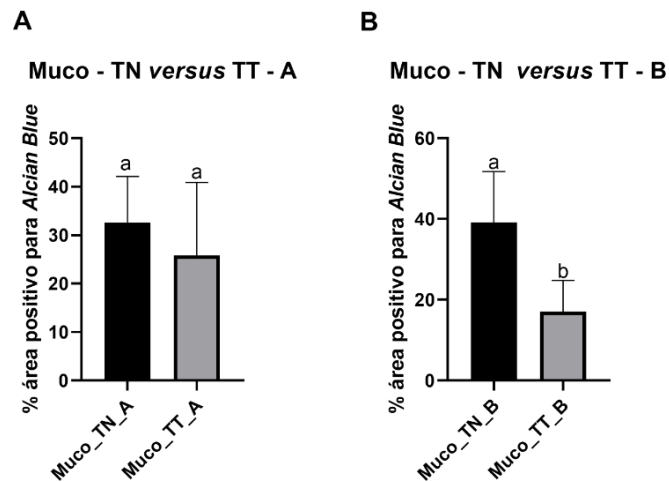 A
Muco - TN versus TT - A
% área positivo para Alcian Blue
50
40
30
20
10
0
a
a
Muco_TN_A
Muco_TT_A
B
Muco - TN versus TT - B
% área positivo para Alcian Blue
60
40
20
0
a
b
Muco_TN_B
Muco_TT_B